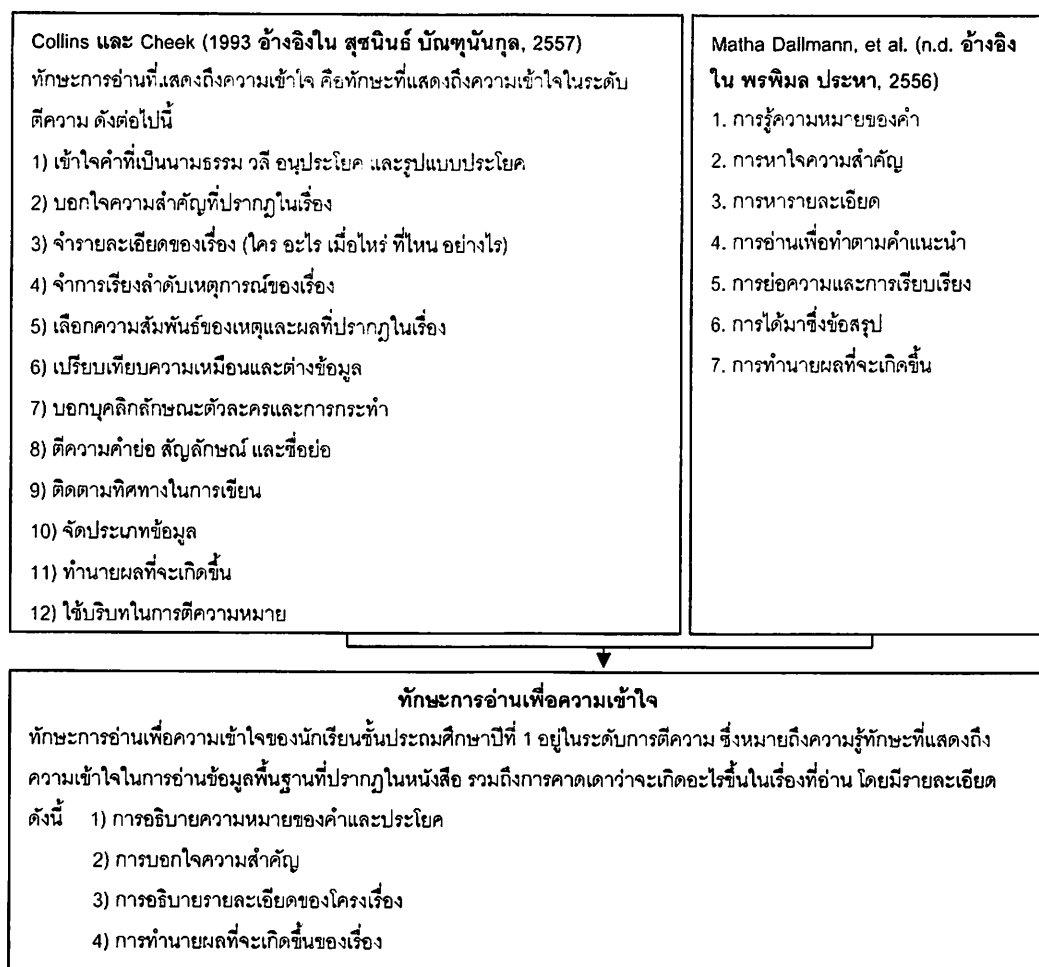 Collins และ Cheek (1993 อ้างอิงใน สุชนินธ์ บัณฑุนันกุล, 2557)
ทักษะการอ่านที่แสดงถึงความเข้าใจ คือทักษะที่แสดงถึงความเข้าใจในระดับ
ตีความ ดังต่อไปนี้
1) เข้าใจคำที่เป็นนามธรรม วลี อนุประโยค และรูปแบบประโยค
2) บอกใจความสำคัญที่ปรากฏในเรื่อง
3) จำรายละเอียดของเรื่อง (ใคร อะไร เมื่อไหร่ ที่ไหน อย่างไร)
4) จำการเรียงลำดับเหตุการณ์ของเรื่อง
5) เลือกความสัมพันธ์ของเหตุและผลที่ปรากฏในเรื่อง
6) เปรียบเทียบความเหมือนและต่างข้อมูล
7) บอกบุคลิกลักษณะตัวละครและการกระทำ
8) ตีความคำย่อ สัญลักษณ์ และชื่อย่อ
9) ติดตามทิศทางในการเขียน
10) จัดประเภทข้อมูล
11) ทำนายผลที่จะเกิดขึ้น
12) ใช้บริบทในการตีความหมาย
Matha Dallmann, et al. (n.d. อ้างอิง
ใน พรพิมล ประหา, 2556)
1. การรู้ความหมายของคำ
2. การหาใจความสำคัญ
3. การหารายละเอียด
4. การอ่านเพื่อทำตามคำแนะนำ
5. การย่อความและการเรียบเรียง
6. การได้มาซึ่งข้อสรุป
7. การทำนายผลที่จะเกิดขึ้น
ทักษะการอ่านเพื่อความเข้าใจ
ทักษะการอ่านเพื่อความเข้าใจของนักเรียนชั้นประถมศึกษาปีที่ 1 อยู่ในระดับการตีความ ซึ่งหมายถึงความรู้ทักษะที่แสดงถึง
ความเข้าใจในการอ่านข้อมูลพื้นฐานที่ปรากฏในหนังสือ รวมถึงการคาดเดาว่าจะเกิดอะไรขึ้นในเรื่องที่อ่าน โดยมีรายละเอียด
ดังนี้ 1) การอธิบายความหมายของคำและประโยค
2) การบอกใจความสำคัญ
3) การอธิบายรายละเอียดของโครงเรื่อง
4) การทำนายผลที่จะเกิดขึ้นของเรื่อง